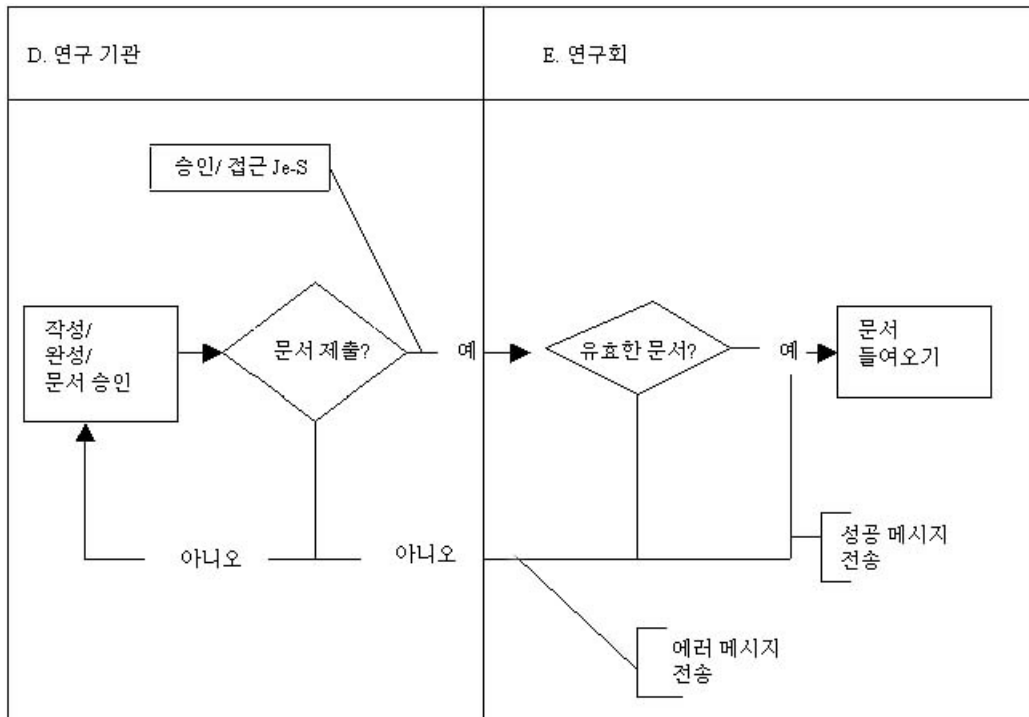 D. 연구 기관
E. 연구회
승인/ 접근 Je-S
작성/
완성/
문서 승인
문서 제출?
예
유효한 문서?
예
문서
들여오기
아니오
아니오
성공 메시지
전송
에러 메시지
전송